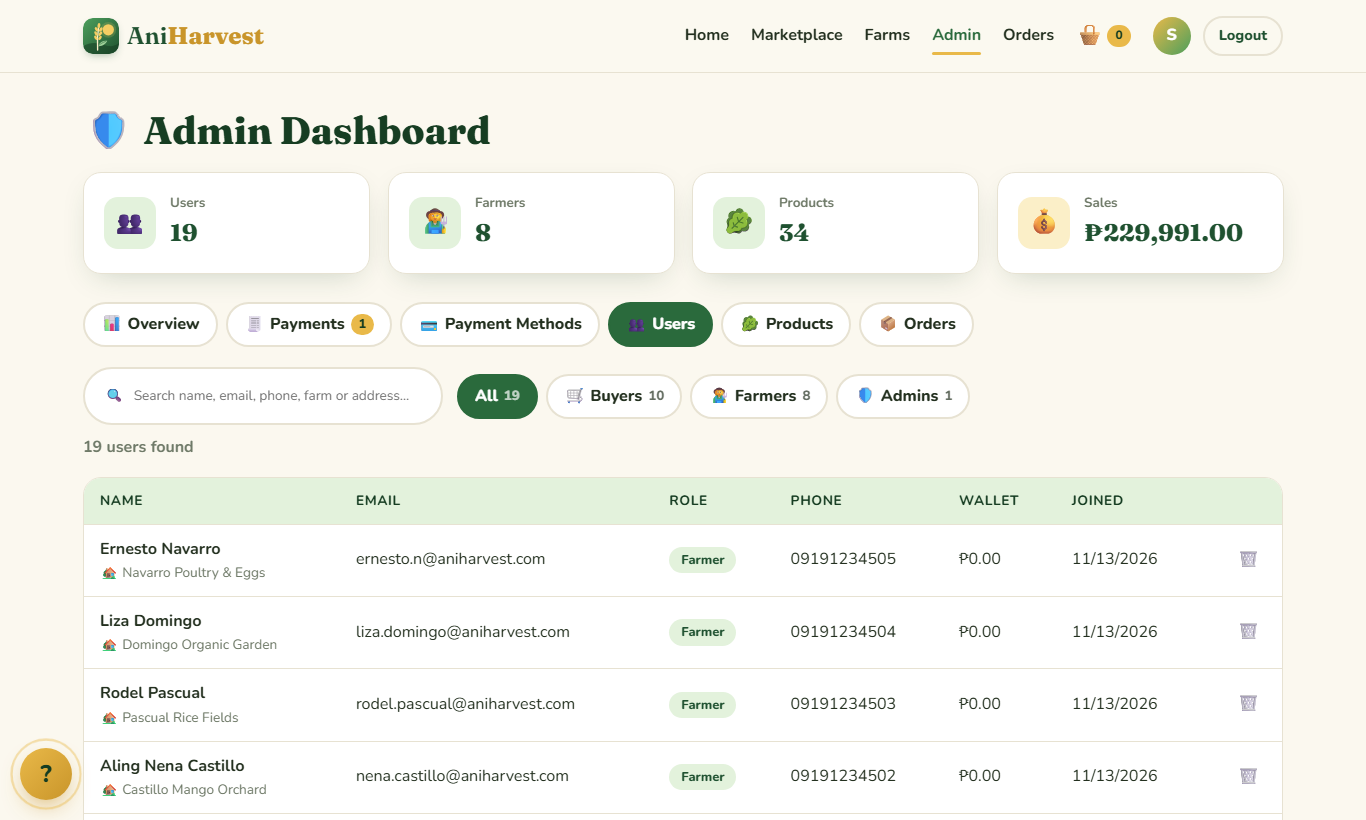 AniHarvest
Home Marketplace Farms Admin Orders 0 S Logout
Admin Dashboard
Users
19
Farmers
8
Products
34
Sales
₱229,991.00
Overview Payments 1 Payment Methods Users Products Orders
Search name, email, phone, farm or address... All 19 Buyers 10 Farmers 8 Admins 1
19 users found
NAME EMAIL ROLE PHONE WALLET JOINED
Ernesto Navarro
Navarro Poultry & Eggs
ernesto.n@aniharvest.com Farmer 09191234505 ₱0.00 11/13/2026
Liza Domingo
Domingo Organic Garden
liza.domingo@aniharvest.com Farmer 09191234504 ₱0.00 11/13/2026
Rodel Pascual
Pascual Rice Fields
rodel.pascual@aniharvest.com Farmer 09191234503 ₱0.00 11/13/2026
Aling Nena Castillo
Castillo Mango Orchard
nena.castillo@aniharvest.com Farmer 09191234502 ₱0.00 11/13/2026
?